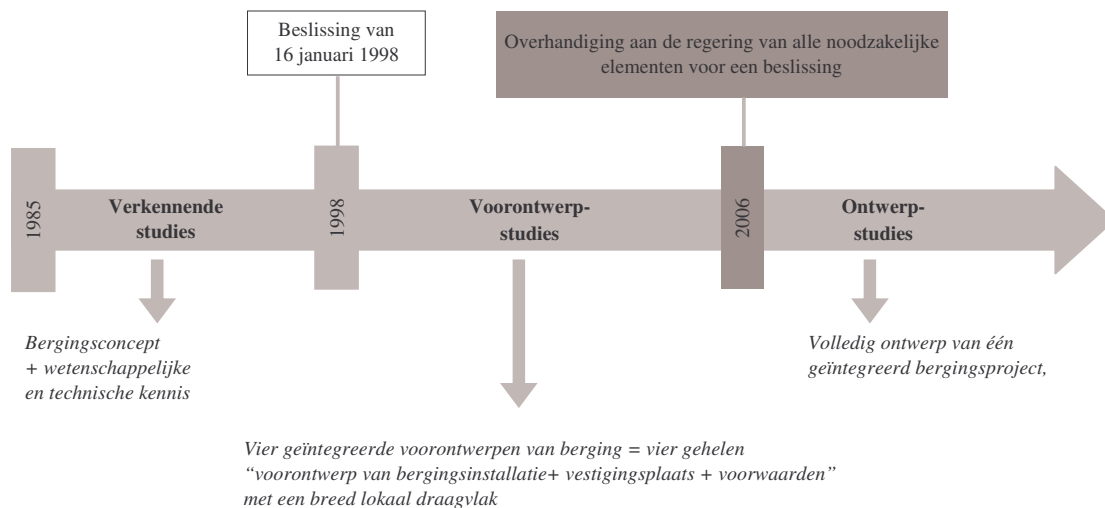 Beslissing van
16 januari 1998
Overhandiging aan de regering van alle noodzakelijke
elementen voor een beslissing
1985
Verkennende
studies
1998
Voorontwerp-
studies
2006
Ontwerp-
studies
Bergingsconcept
+ wetenschappelijke
en technische kennis
Volledig ontwerp van één
geïntegreerd bergingsproject,
Vier geïntegreerde voorontwerpen van berging = vier gehelen
“voorontwerp van bergingsinstallatie+ vestigingsplaats + voorwaarden”
met een breed lokaal draagvlak